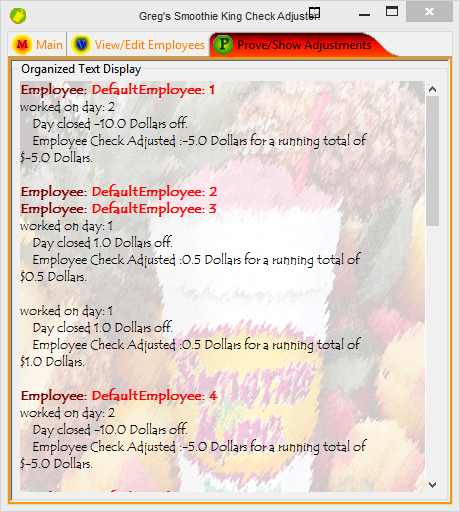 Greg's Smoothie King Check Adjuster!
M Main V View/Edit Employees P Prove/Show Adjustments
Organized Text Display
Employee: DefaultEmployee: 1
worked on day: 2
Day closed -10.0 Dollars off.
Employee Check Adjusted :-5.0 Dollars for a running total of
$-5.0 Dollars.
Employee: DefaultEmployee: 2
Employee: DefaultEmployee: 3
worked on day: 1
Day closed 1.0 Dollars off.
Employee Check Adjusted :0.5 Dollars for a running total of
$0.5 Dollars.
worked on day: 1
Day closed 1.0 Dollars off.
Employee Check Adjusted :0.5 Dollars for a running total of
$1.0 Dollars.
Employee: DefaultEmployee: 4
worked on day: 2
Day closed -10.0 Dollars off.
Employee Check Adjusted :-5.0 Dollars for a running total of
$-5.0 Dollars.